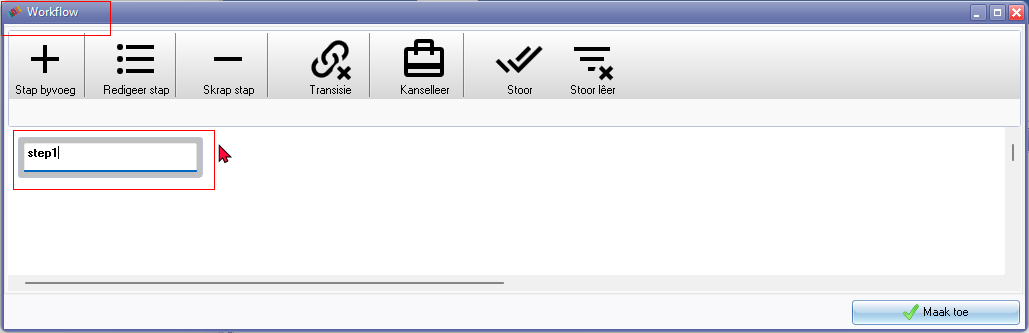 Workflow
Stap byvoeg
Redigeer stap
Skrap stap
Transisie
Kanselleer
Stoor
Stoor lêer
step1
Maak toe